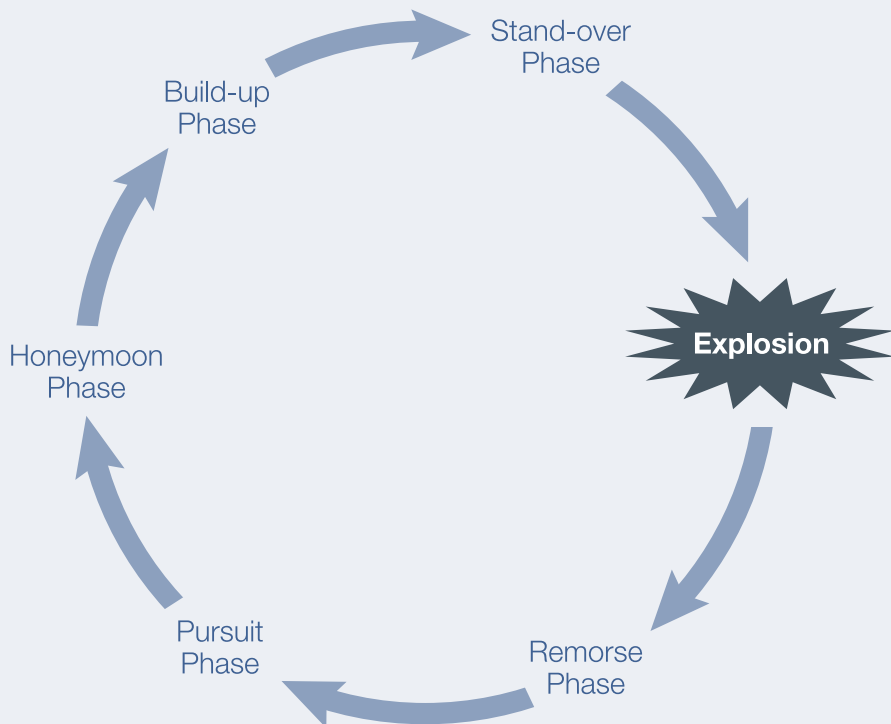 Stand-over
Phase
Build-up
Phase
Explosion
Honeymoon
Phase
Pursuit
Phase
Remorse
Phase